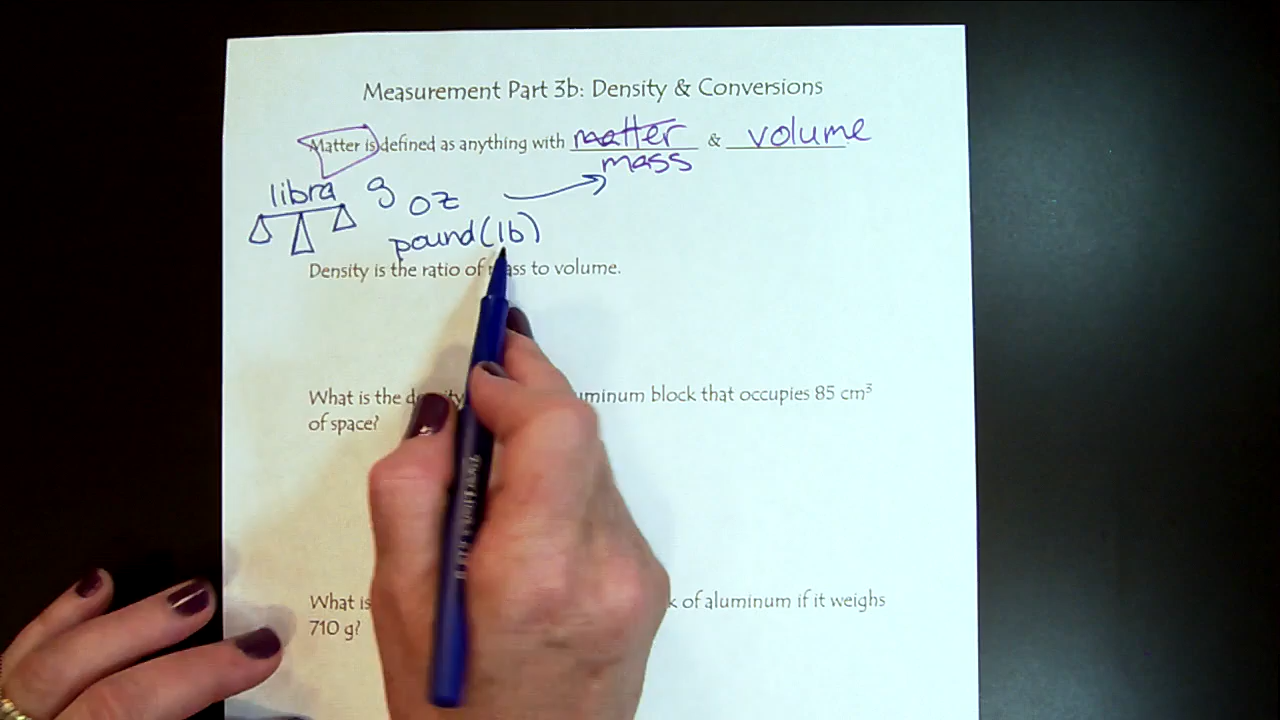 Measurement Part 3b: Density & Conversions
Matter is defined as anything with matter & volume
mass
libra g oz
pound (lb)
Density is the ratio of mass to volume.
What is the aluminum block that occupies 85 cm³
of space?
What is of aluminum if it weighs
710 g?